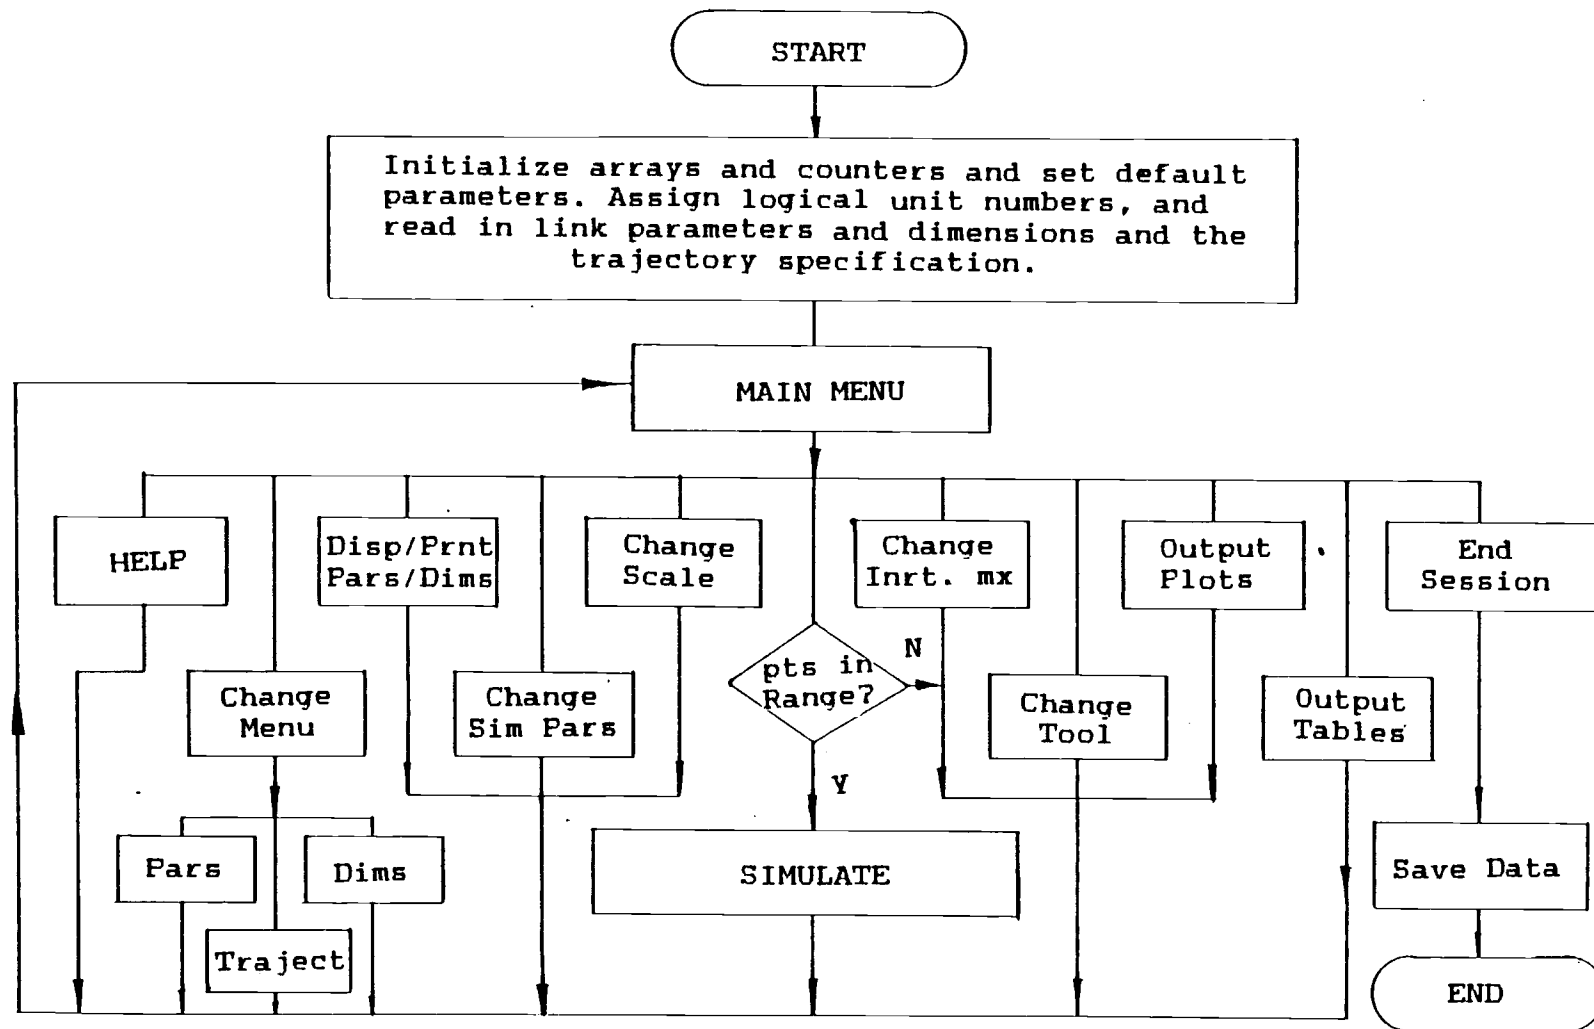 START
Initialize arrays and counters and set default
parameters. Assign logical unit numbers, and
read in link parameters and dimensions and the
trajectory specification.
MAIN MENU
HELP
Disp/Prnt
Pars/Dims
Change
Scale
Change
Inrt. mx
Output
Plots
End
Session
Change
Menu
Change
Sim Pars
pts in
Range?
N
Change
Tool
Output
Tables
Y
Pars
Dims
SIMULATE
Save Data
Traject
END